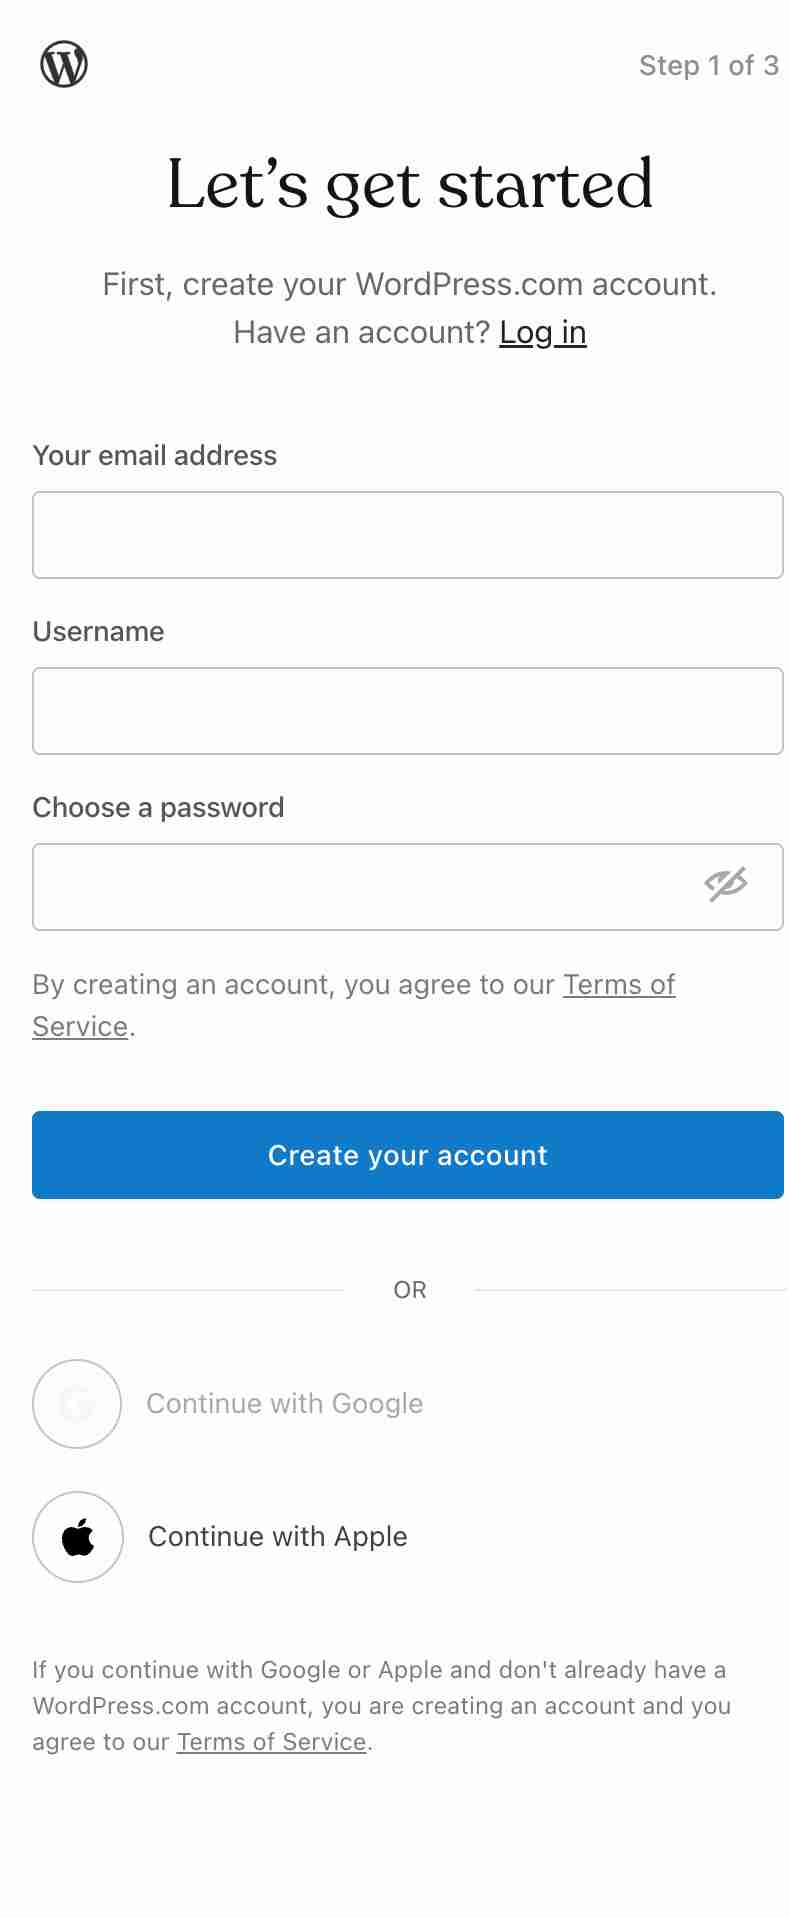 Step 1 of 3
Let’s get started
First, create your WordPress.com account.
Have an account? Log in
Your email address
Username
Choose a password
By creating an account, you agree to our Terms of
Service.
Create your account
OR
Continue with Google
Continue with Apple
If you continue with Google or Apple and don't already have a
WordPress.com account, you are creating an account and you
agree to our Terms of Service.